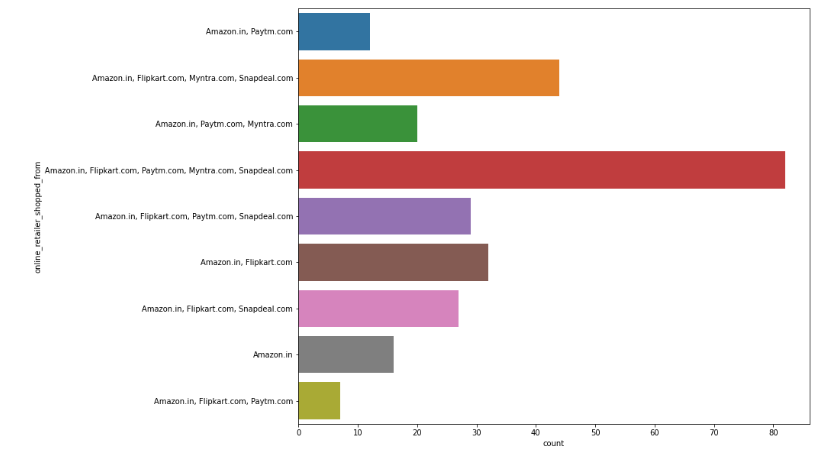 Amazon.in, Paytm.com
Amazon.in, Flipkart.com, Myntra.com, Snapdeal.com
Amazon.in, Paytm.com, Myntra.com
online_retailer_shopped_from
Amazon.in, Flipkart.com, Paytm.com, Myntra.com, Snapdeal.com
Amazon.in, Flipkart.com, Paytm.com, Snapdeal.com
Amazon.in, Flipkart.com
Amazon.in, Flipkart.com, Snapdeal.com
Amazon.in
Amazon.in, Flipkart.com, Paytm.com
0 10 20 30 40 50 60 70 80
count